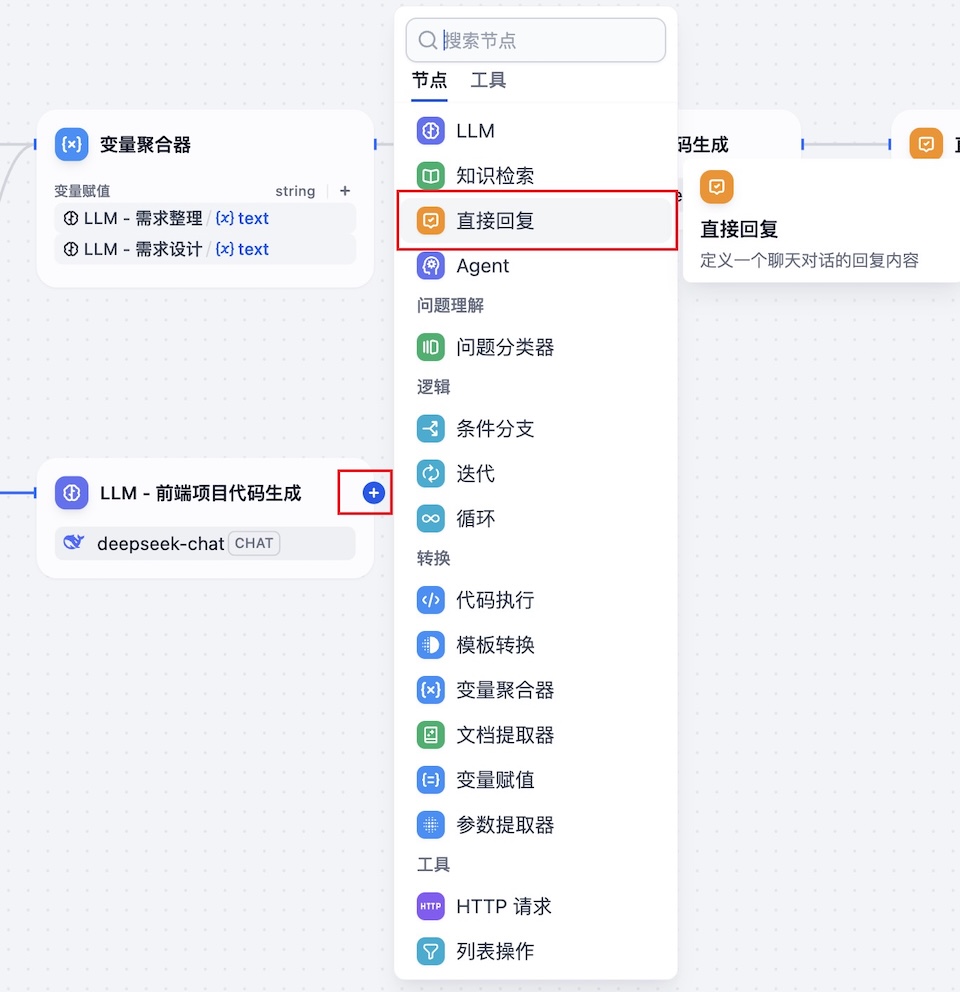 搜索节点
节点 工具
LLM
知识检索
直接回复
Agent
问题理解
问题分类器
逻辑
条件分支
迭代
循环
转换
代码执行
模板转换
变量聚合器
文档提取器
变量赋值
参数提取器
工具
HTTP 请求
列表操作
变量聚合器
变量赋值 string +
LLM - 需求整理 / {x} text
LLM - 需求设计 / {x} text
LLM - 前端项目代码生成
deepseek-chat CHAT
码生成
直接回复
定义一个聊天对话的回复内容